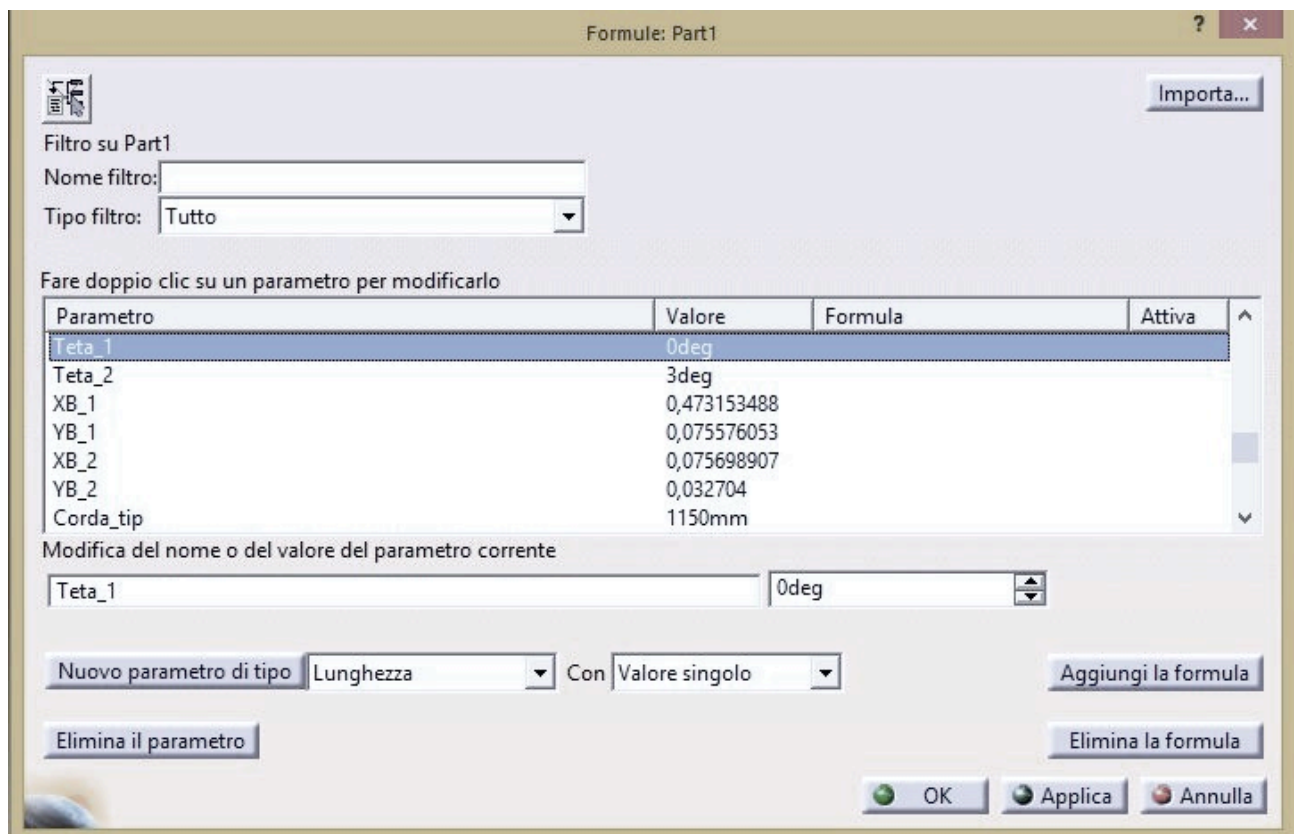 Formule: Part1
?
Importa...
Filtro su Part1
Nome filtro:
Tipo filtro: Tutto
Fare doppio clic su un parametro per modificarlo
Parametro Valore Formula Attiva
Teta_1 0deg
Teta_2 3deg
XB_1 0,473153488
YB_1 0,075576053
XB_2 0,075698907
YB_2 0,032704
Corda_tip 1150mm
Modifica del nome o del valore del parametro corrente
Teta_1 0deg
Nuovo parametro di tipo Lunghezza Con Valore singolo Aggiungi la formula
Elimina il parametro Elimina la formula
OK Applica Annulla